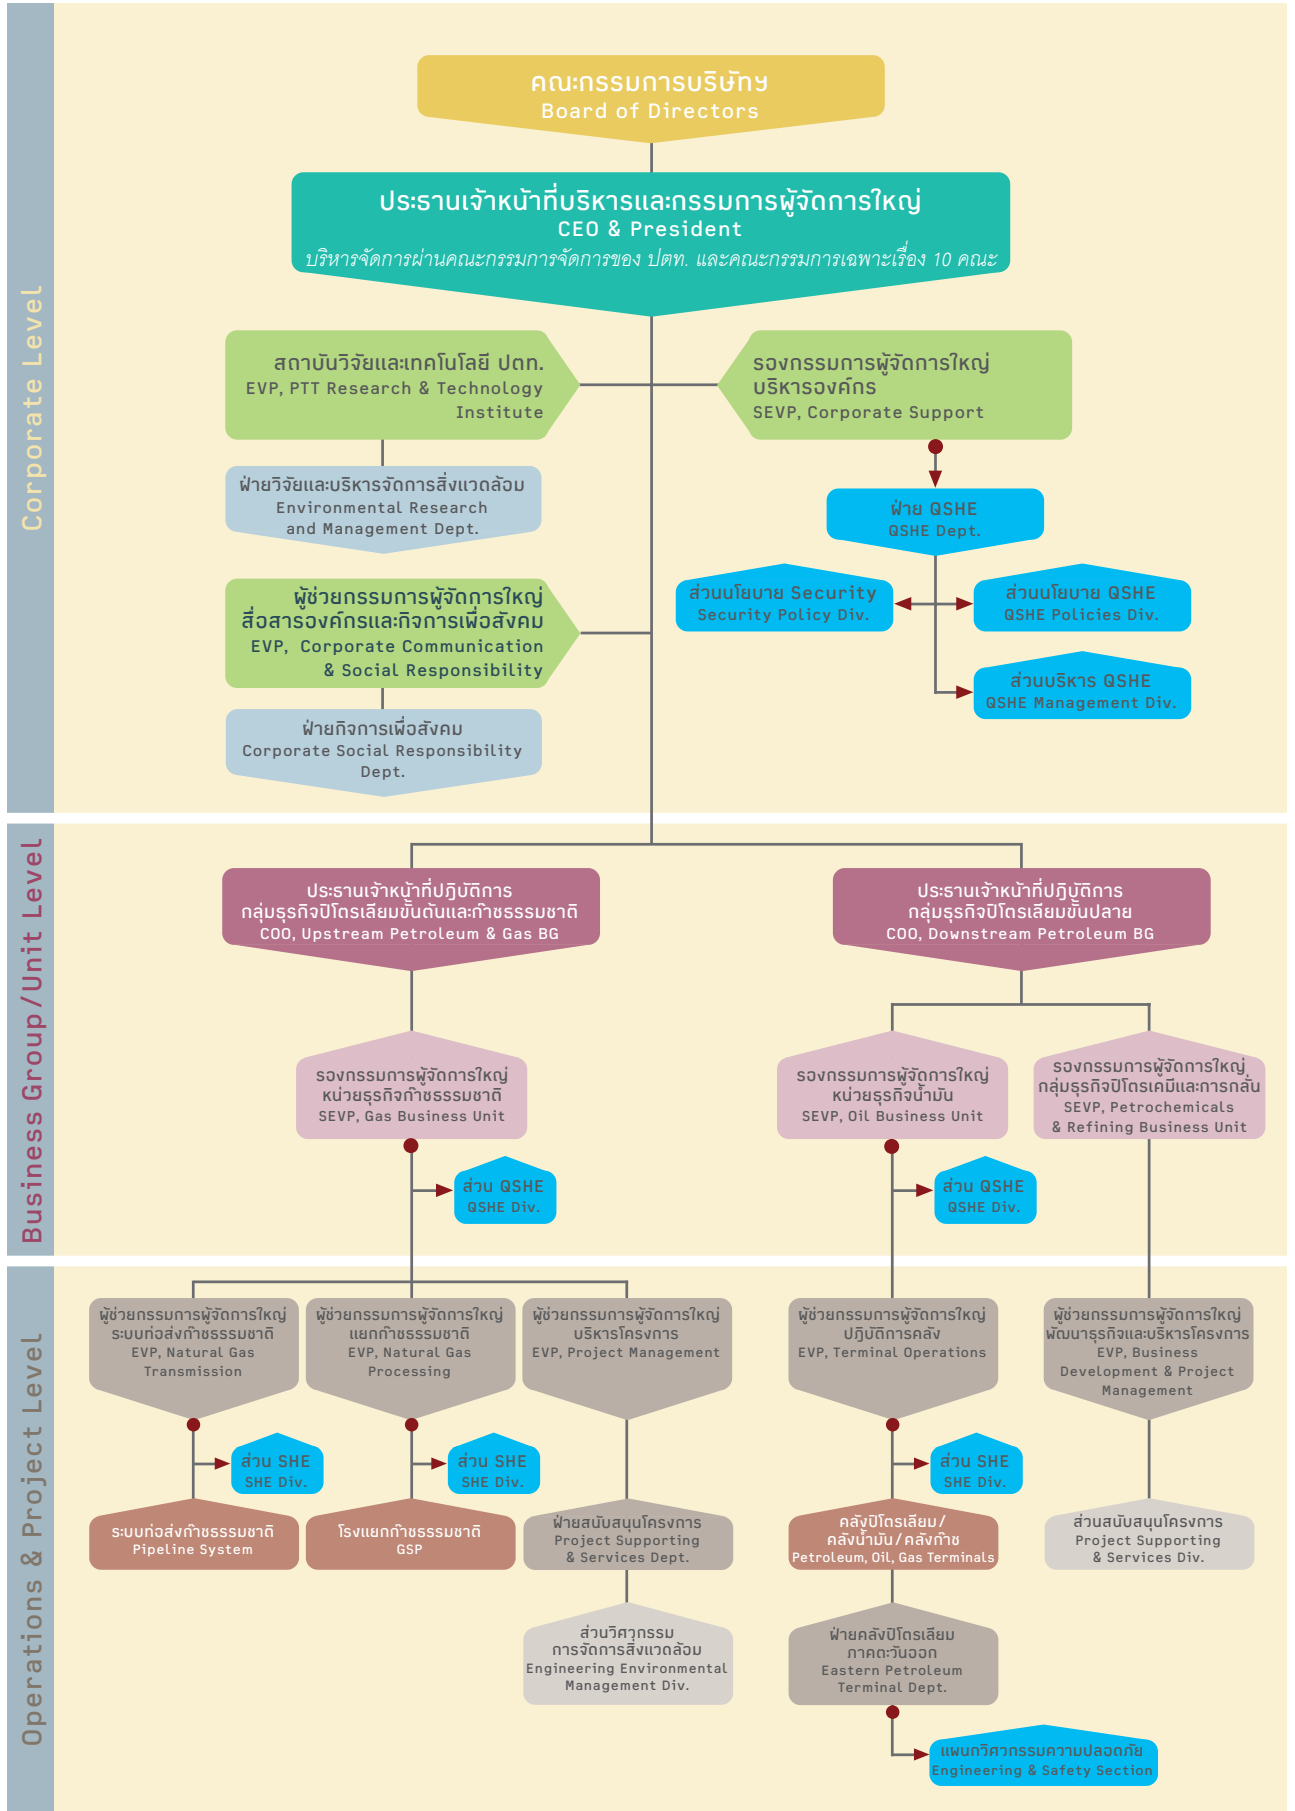 Corporate Level
คณะกรรมการบริษัทฯ
Board of Directors
ประธานเจ้าหน้าที่บริหารและกรรมการผู้จัดการใหญ่
CEO & President
บริหารจัดการผ่านคณะกรรมการจัดการของ ปตท. และคณะกรรมการเฉพาะเรื่อง 10 คณะ
สถาบันวิจัยและเทคโนโลยี ปตท.
EVP, PTT Research & Technology
Institute
รองกรรมการผู้จัดการใหญ่
บริหารองค์กร
SEVP, Corporate Support
ฝ่ายวิจัยและบริหารจัดการสิ่งแวดล้อม
Environmental Research
and Management Dept.
ฝ่าย QSHE
QSHE Dept.
ส่วนนโยบาย Security
Security Policy Div.
ส่วนนโยบาย QSHE
QSHE Policies Div.
ผู้ช่วยกรรมการผู้จัดการใหญ่
สื่อสารองค์กรและกิจการเพื่อสังคม
EVP, Corporate Communication
& Social Responsibility
ส่วนบริหาร QSHE
QSHE Management Div.
ฝ่ายกิจการเพื่อสังคม
Corporate Social Responsibility
Dept.
Business Group/Unit Level
ประธานเจ้าหน้าที่ปฏิบัติการ
กลุ่มธุรกิจปิโตรเลียมขั้นต้นและก๊าซธรรมชาติ
COO, Upstream Petroleum & Gas BG
ประธานเจ้าหน้าที่ปฏิบัติการ
กลุ่มธุรกิจปิโตรเลียมขั้นปลาย
COO, Downstream Petroleum BG
รองกรรมการผู้จัดการใหญ่
หน่วยธุรกิจก๊าซธรรมชาติ
SEVP, Gas Business Unit
รองกรรมการผู้จัดการใหญ่
หน่วยธุรกิจน้ำมัน
SEVP, Oil Business Unit
รองกรรมการผู้จัดการใหญ่
กลุ่มธุรกิจปิโตรเคมีและการกลั่น
SEVP, Petrochemicals
& Refining Business Unit
ส่วน QSHE
QSHE Div.
ส่วน QSHE
QSHE Div.
Operations & Project Level
ผู้ช่วยกรรมการผู้จัดการใหญ่
ระบบท่อส่งก๊าซธรรมชาติ
EVP, Natural Gas
Transmission
ผู้ช่วยกรรมการผู้จัดการใหญ่
แยกก๊าซธรรมชาติ
EVP, Natural Gas
Processing
ผู้ช่วยกรรมการผู้จัดการใหญ่
บริหารโครงการ
EVP, Project Management
ผู้ช่วยกรรมการผู้จัดการใหญ่
ปฏิบัติการคลัง
EVP, Terminal Operations
ผู้ช่วยกรรมการผู้จัดการใหญ่
พัฒนาธุรกิจและบริหารโครงการ
EVP, Business
Development & Project
Management
ส่วน SHE
SHE Div.
ส่วน SHE
SHE Div.
ส่วน SHE
SHE Div.
ระบบท่อส่งก๊าซธรรมชาติ
Pipeline System
โรงแยกก๊าซธรรมชาติ
GSP
ฝ่ายสนับสนุนโครงการ
Project Supporting
& Services Dept.
คลังปิโตรเลียม/
คลังน้ำมัน/คลังก๊าซ
Petroleum, Oil, Gas Terminals
ส่วนสนับสนุนโครงการ
Project Supporting
& Services Div.
ส่วนวิศวกรรม
การจัดการสิ่งแวดล้อม
Engineering Environmental
Management Div.
ฝ่ายคลังปิโตรเลียม
ภาคตะวันออก
Eastern Petroleum
Terminal Dept.
แผนกวิศวกรรมความปลอดภัย
Engineering & Safety Section